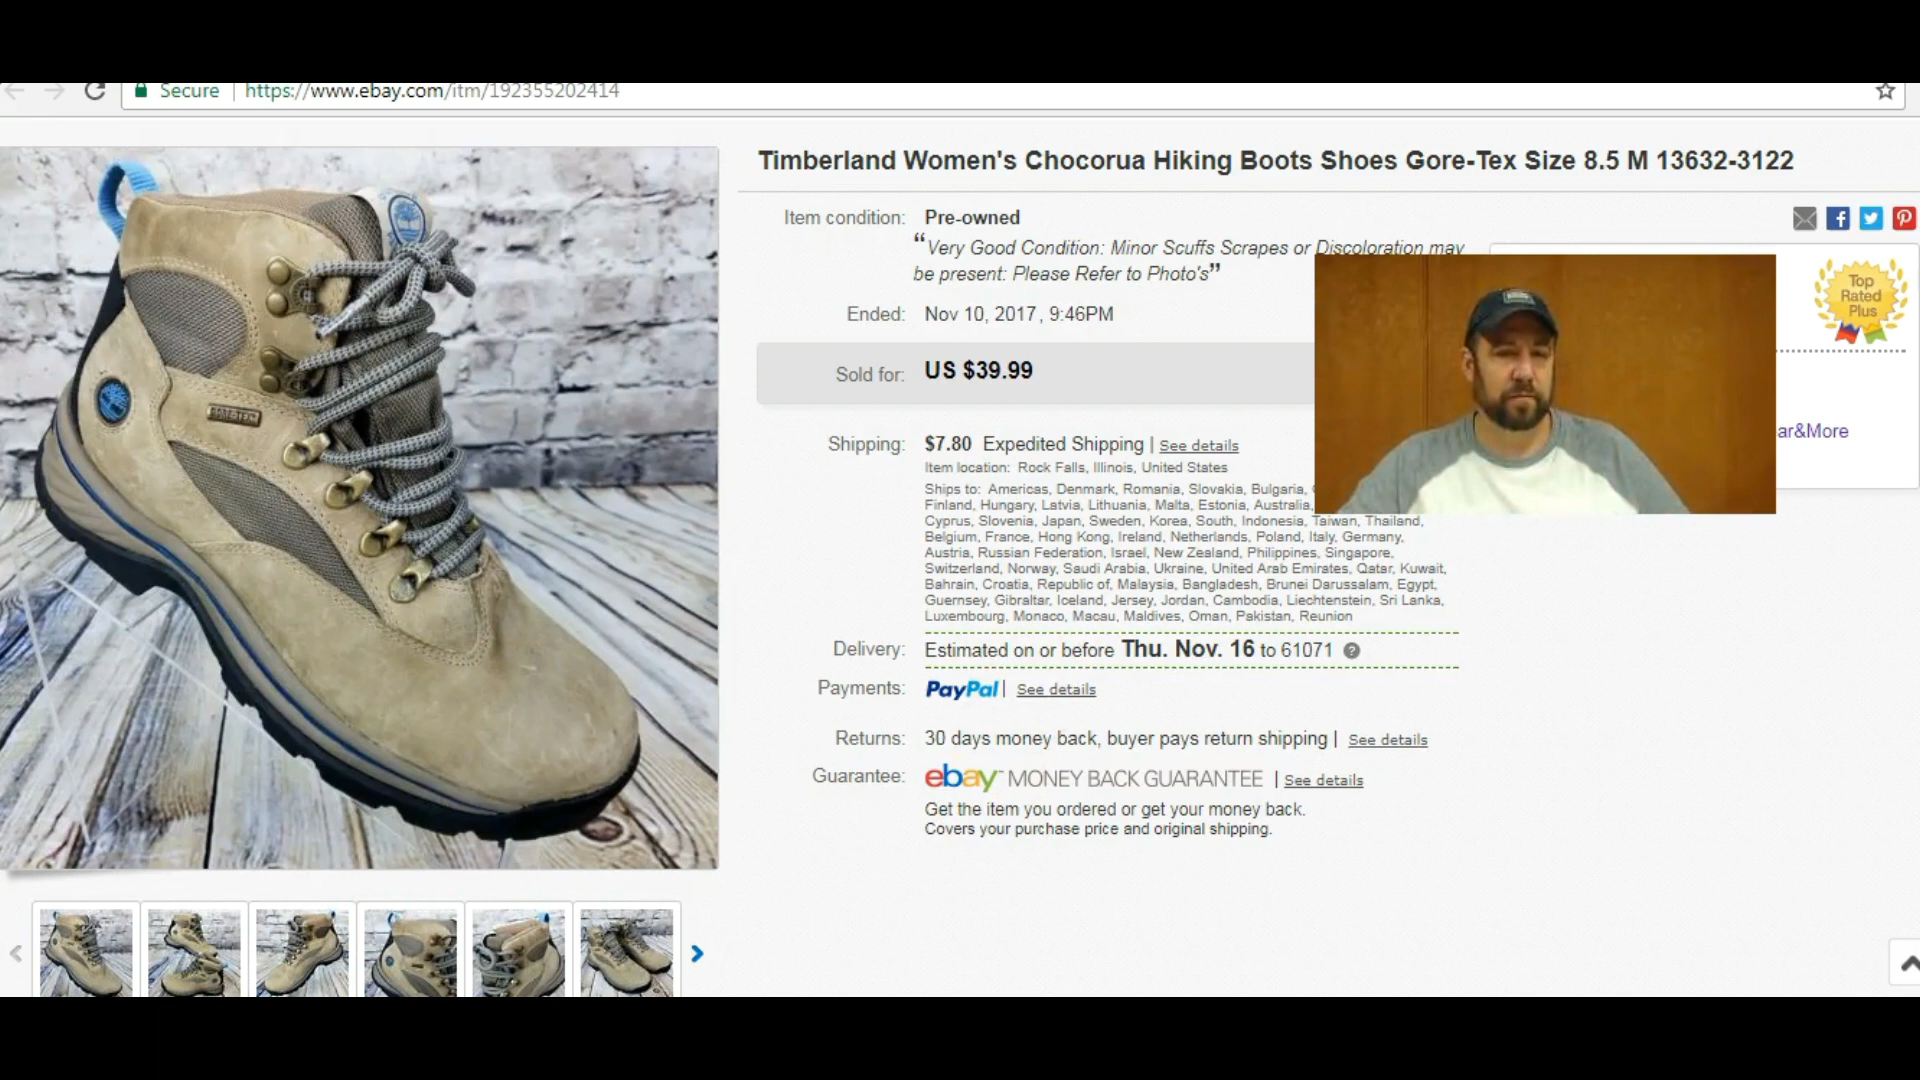 Secure
https://www.ebay.com/itm/192355202414
Timberland Women's Chocorua Hiking Boots Shoes Gore-Tex Size 8.5 M 13632-3122
Item condition: Pre-owned
“Very Good Condition: Minor Scuffs Scrapes or Discoloration may
be present: Please Refer to Photo's”
Ended: Nov 10, 2017 , 9:46PM
Top
Rated
Plus
Sold for: US $39.99
GORE-TEX
ar&More
Shipping: $7.80 Expedited Shipping | See details
Item location: Rock Falls, Illinois, United States
Ships to: Americas, Denmark, Romania, Slovakia, Bulgaria,
Finland, Hungary, Latvia, Lithuania, Malta, Estonia, Australia,
Cyprus, Slovenia, Japan, Sweden, Korea, South, Indonesia, Taiwan, Thailand,
Belgium, France, Hong Kong, Ireland, Netherlands, Poland, Italy, Germany,
Austria, Russian Federation, Israel, New Zealand, Philippines, Singapore,
Switzerland, Norway, Saudi Arabia, Ukraine, United Arab Emirates, Qatar, Kuwait,
Bahrain, Croatia, Republic of, Malaysia, Bangladesh, Brunei Darussalam, Egypt,
Guernsey, Gibraltar, Iceland, Jersey, Jordan, Cambodia, Liechtenstein, Sri Lanka,
Luxembourg, Monaco, Macau, Maldives, Oman, Pakistan, Reunion
Delivery: Estimated on or before Thu. Nov. 16 to 61071 ?
Payments: PayPal | See details
Returns: 30 days money back, buyer pays return shipping | See details
Guarantee: ebay™ MONEY BACK GUARANTEE | See details
Get the item you ordered or get your money back.
Covers your purchase price and original shipping.